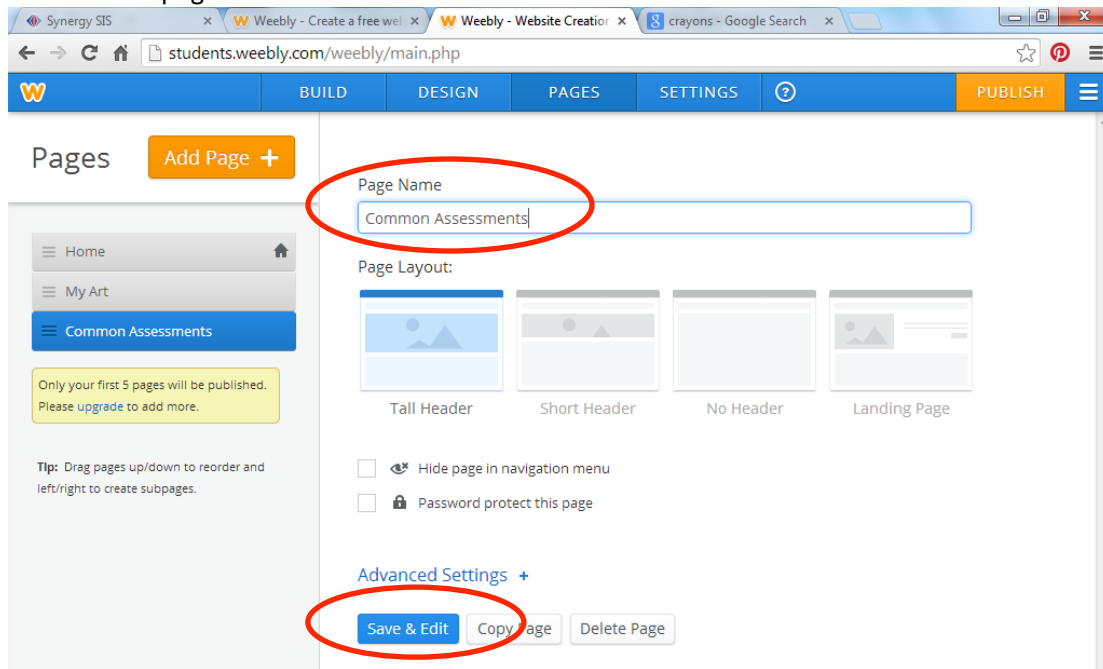 Synergy SIS × W Weebly - Create a free wel × W Weebly - Website Creation × 8 crayons - Google Search ×
students.weebly.com/weebly/main.php
W BUILD DESIGN PAGES SETTINGS ? PUBLISH
Pages Add Page +
Page Name
Common Assessments
Home
Page Layout:
My Art
Common Assessments
Only your first 5 pages will be published.
Please upgrade to add more.
Tall Header Short Header No Header Landing Page
Tip: Drag pages up/down to reorder and
left/right to create subpages.
Hide page in navigation menu
Password protect this page
Advanced Settings +
Save & Edit Copy Page Delete Page